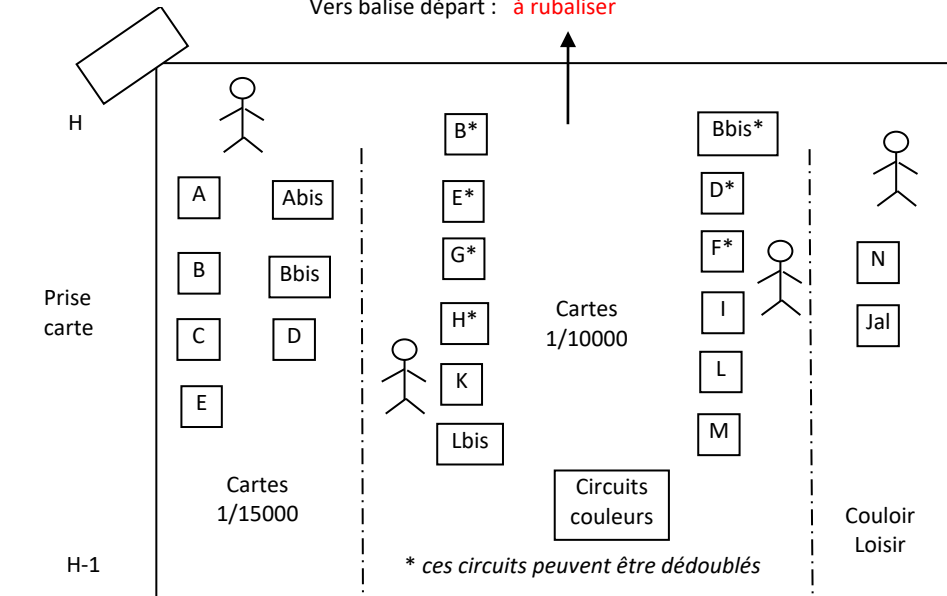 Vers balise départ : à rubaliser
H
B*
Bbis*
A
Abis
E*
D*
B
Bbis
G*
F*
N
Prise
carte
C
D
H*
Cartes
1/10000
I
Jal
E
K
L
Lbis
M
Cartes
1/15000
Circuits
couleurs
Couloir
Loisir
H-1
* ces circuits peuvent être dédoublés